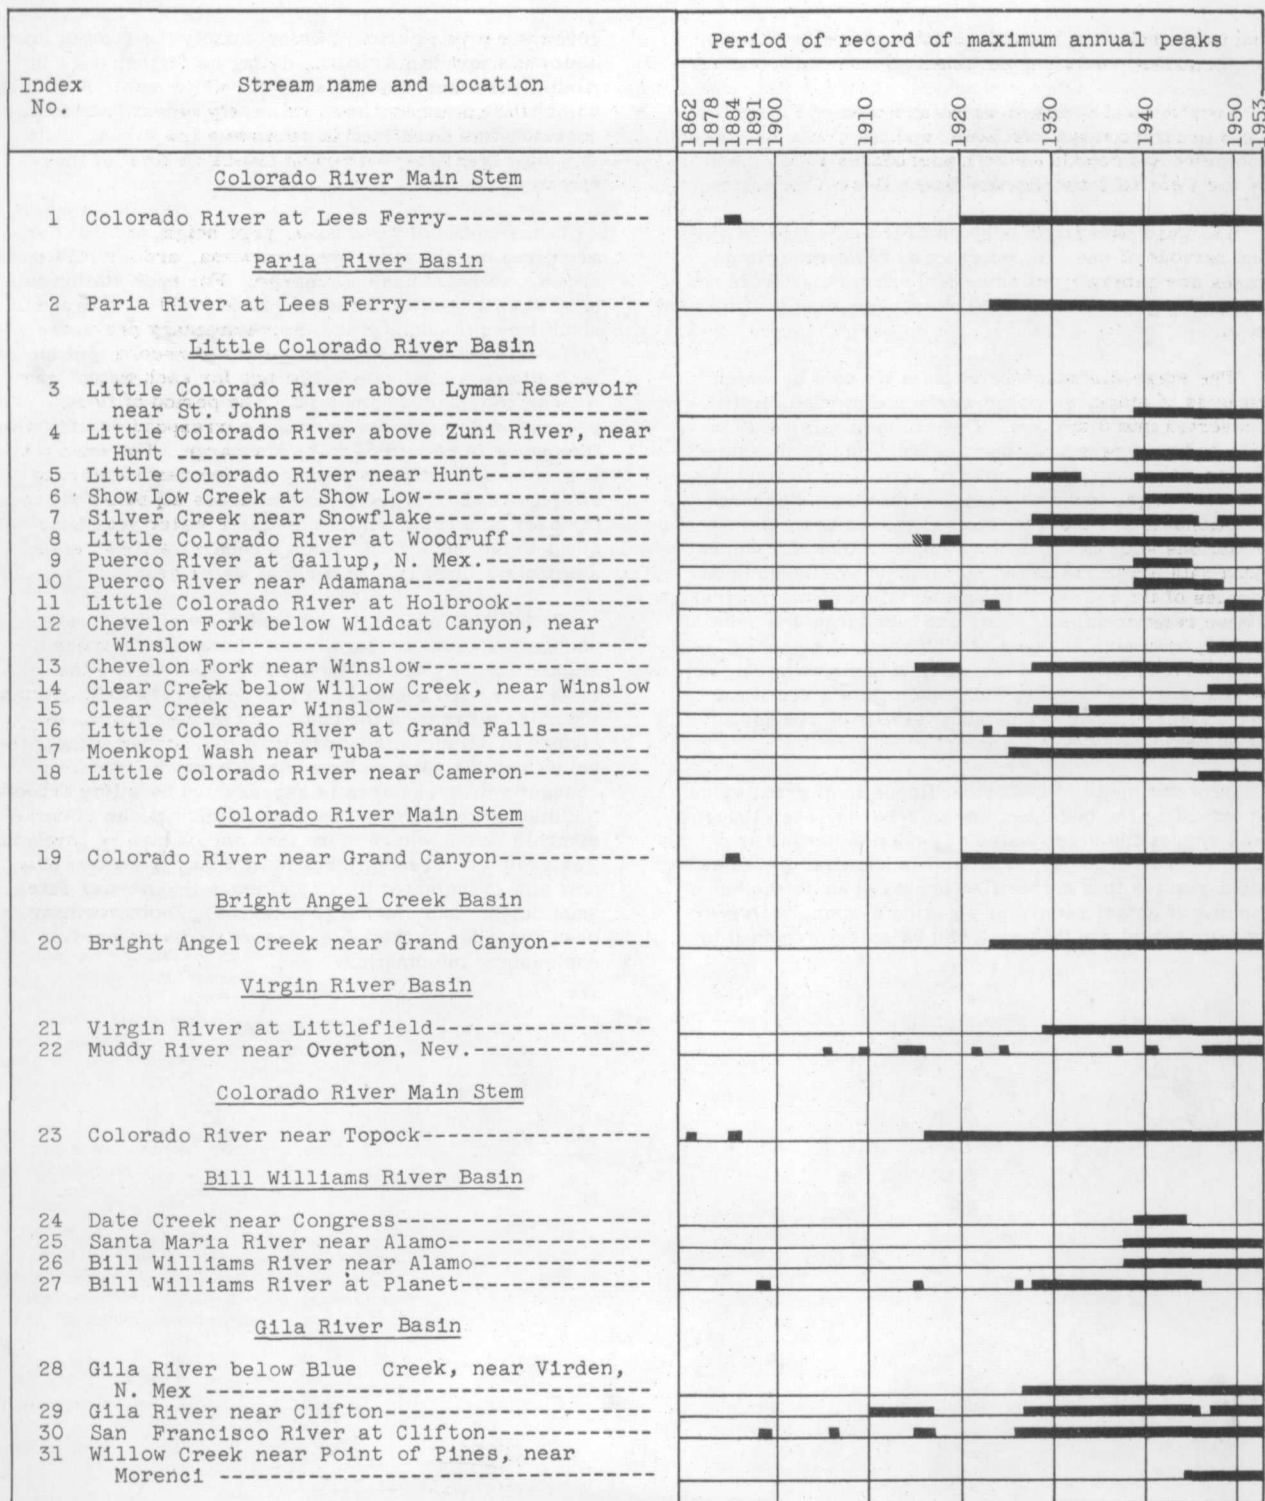 Period of record of maximum annual peaks
Index No.
Stream name and location
1862
1878
1884
1891
1900
1910
1920
1930
1940
1950
1953
Colorado River Main Stem
1 Colorado River at Lees Ferry----------------
Paria River Basin
2 Paria River at Lees Ferry-------------------
Little Colorado River Basin
3 Little Colorado River above Lyman Reservoir
near St. Johns ----------------------------
4 Little Colorado River above Zuni River, near
Hunt --------------------------------------
5 Little Colorado River near Hunt-------------
6 Show Low Creek at Show Low------------------
7 Silver Creek near Snowflake-----------------
8 Little Colorado River at Woodruff-----------
9 Puerco River at Gallup, N. Mex.-------------
10 Puerco River near Adamana-------------------
11 Little Colorado River at Holbrook-----------
12 Chevelon Fork below Wildcat Canyon, near
Winslow -----------------------------------
13 Chevelon Fork near Winslow------------------
14 Clear Creek below Willow Creek, near Winslow
15 Clear Creek near Winslow--------------------
16 Little Colorado River at Grand Falls--------
17 Moenkopi Wash near Tuba---------------------
18 Little Colorado River near Cameron----------
Colorado River Main Stem
19 Colorado River near Grand Canyon------------
Bright Angel Creek Basin
20 Bright Angel Creek near Grand Canyon--------
Virgin River Basin
21 Virgin River at Littlefield-----------------
22 Muddy River near Overton, Nev.--------------
Colorado River Main Stem
23 Colorado River near Topock------------------
Bill Williams River Basin
24 Date Creek near Congress--------------------
25 Santa Maria River near Alamo----------------
26 Bill Williams River near Alamo--------------
27 Bill Williams River at Planet---------------
Gila River Basin
28 Gila River below Blue Creek, near Virden,
N. Mex -----------------------------------
29 Gila River near Clifton---------------------
30 San Francisco River at Clifton-------------
31 Willow Creek near Point of Pines, near
Morenci ----------------------------------